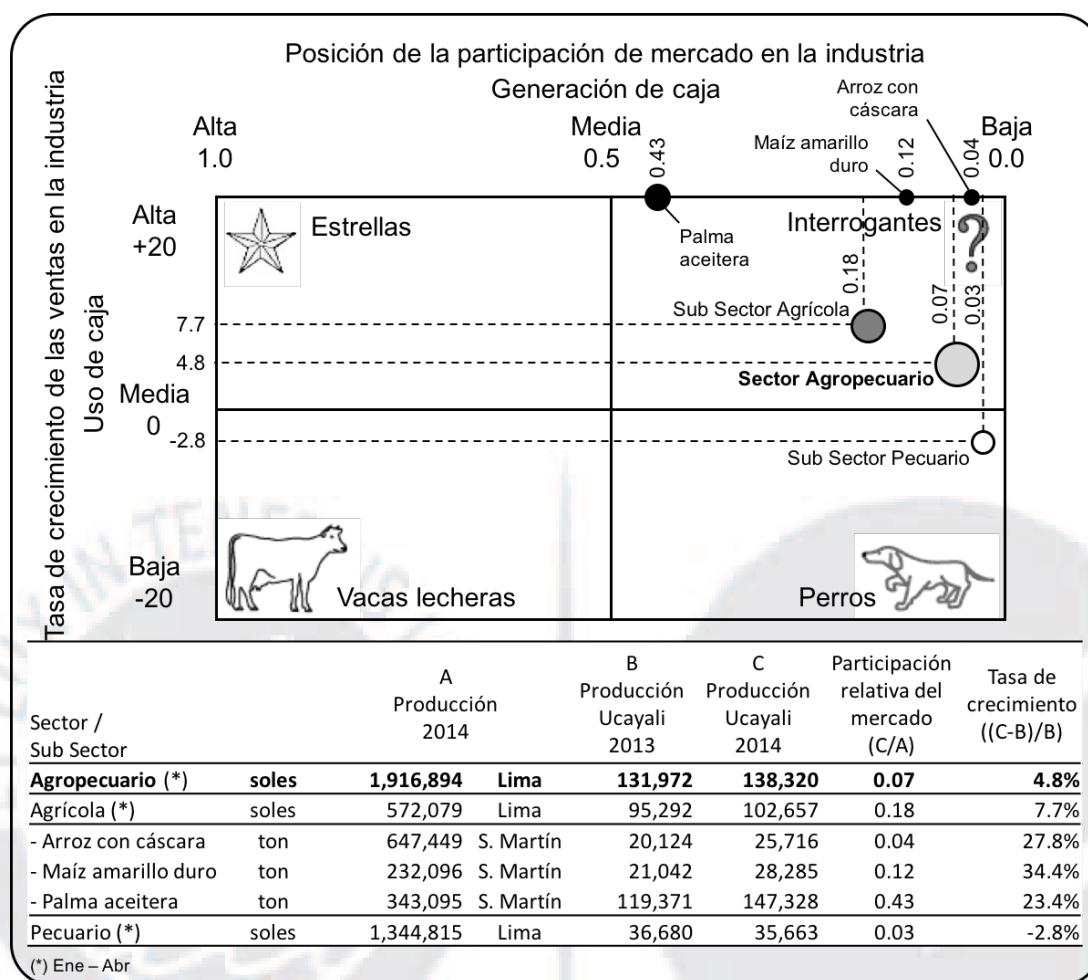 Posición de la participación de mercado en la industria
Generación de caja
Alta
1.0
Media
0.5
Baja
0.0
Arroz con
cáscara
Maíz amarillo
duro
0.43
0.12
0.04
Tasa de crecimiento de las ventas en la industria
Uso de caja
Alta
+20
Estrellas
Palma
aceitera
Interrogantes
?
0.18
0.07
0.03
7.7
Sub Sector Agrícola
4.8
Sector Agropecuario
Media
0
-2.8
Sub Sector Pecuario
Baja
-20
Vacas lecheras
Perros
Sector /
Sub Sector
A
Producción
2014
B
Producción
Ucayali
2013
C
Producción
Ucayali
2014
Participación
relativa del
mercado
(C/A)
Tasa de
crecimiento
((C-B)/B)
Agropecuario (*) soles 1,916,894 Lima 131,972 138,320 0.07 4.8%
Agrícola (*) soles 572,079 Lima 95,292 102,657 0.18 7.7%
- Arroz con cáscara ton 647,449 S. Martín 20,124 25,716 0.04 27.8%
- Maíz amarillo duro ton 232,096 S. Martín 21,042 28,285 0.12 34.4%
- Palma aceitera ton 343,095 S. Martín 119,371 147,328 0.43 23.4%
Pecuario (*) soles 1,344,815 Lima 36,680 35,663 0.03 -2.8%
(*) Ene – Abr